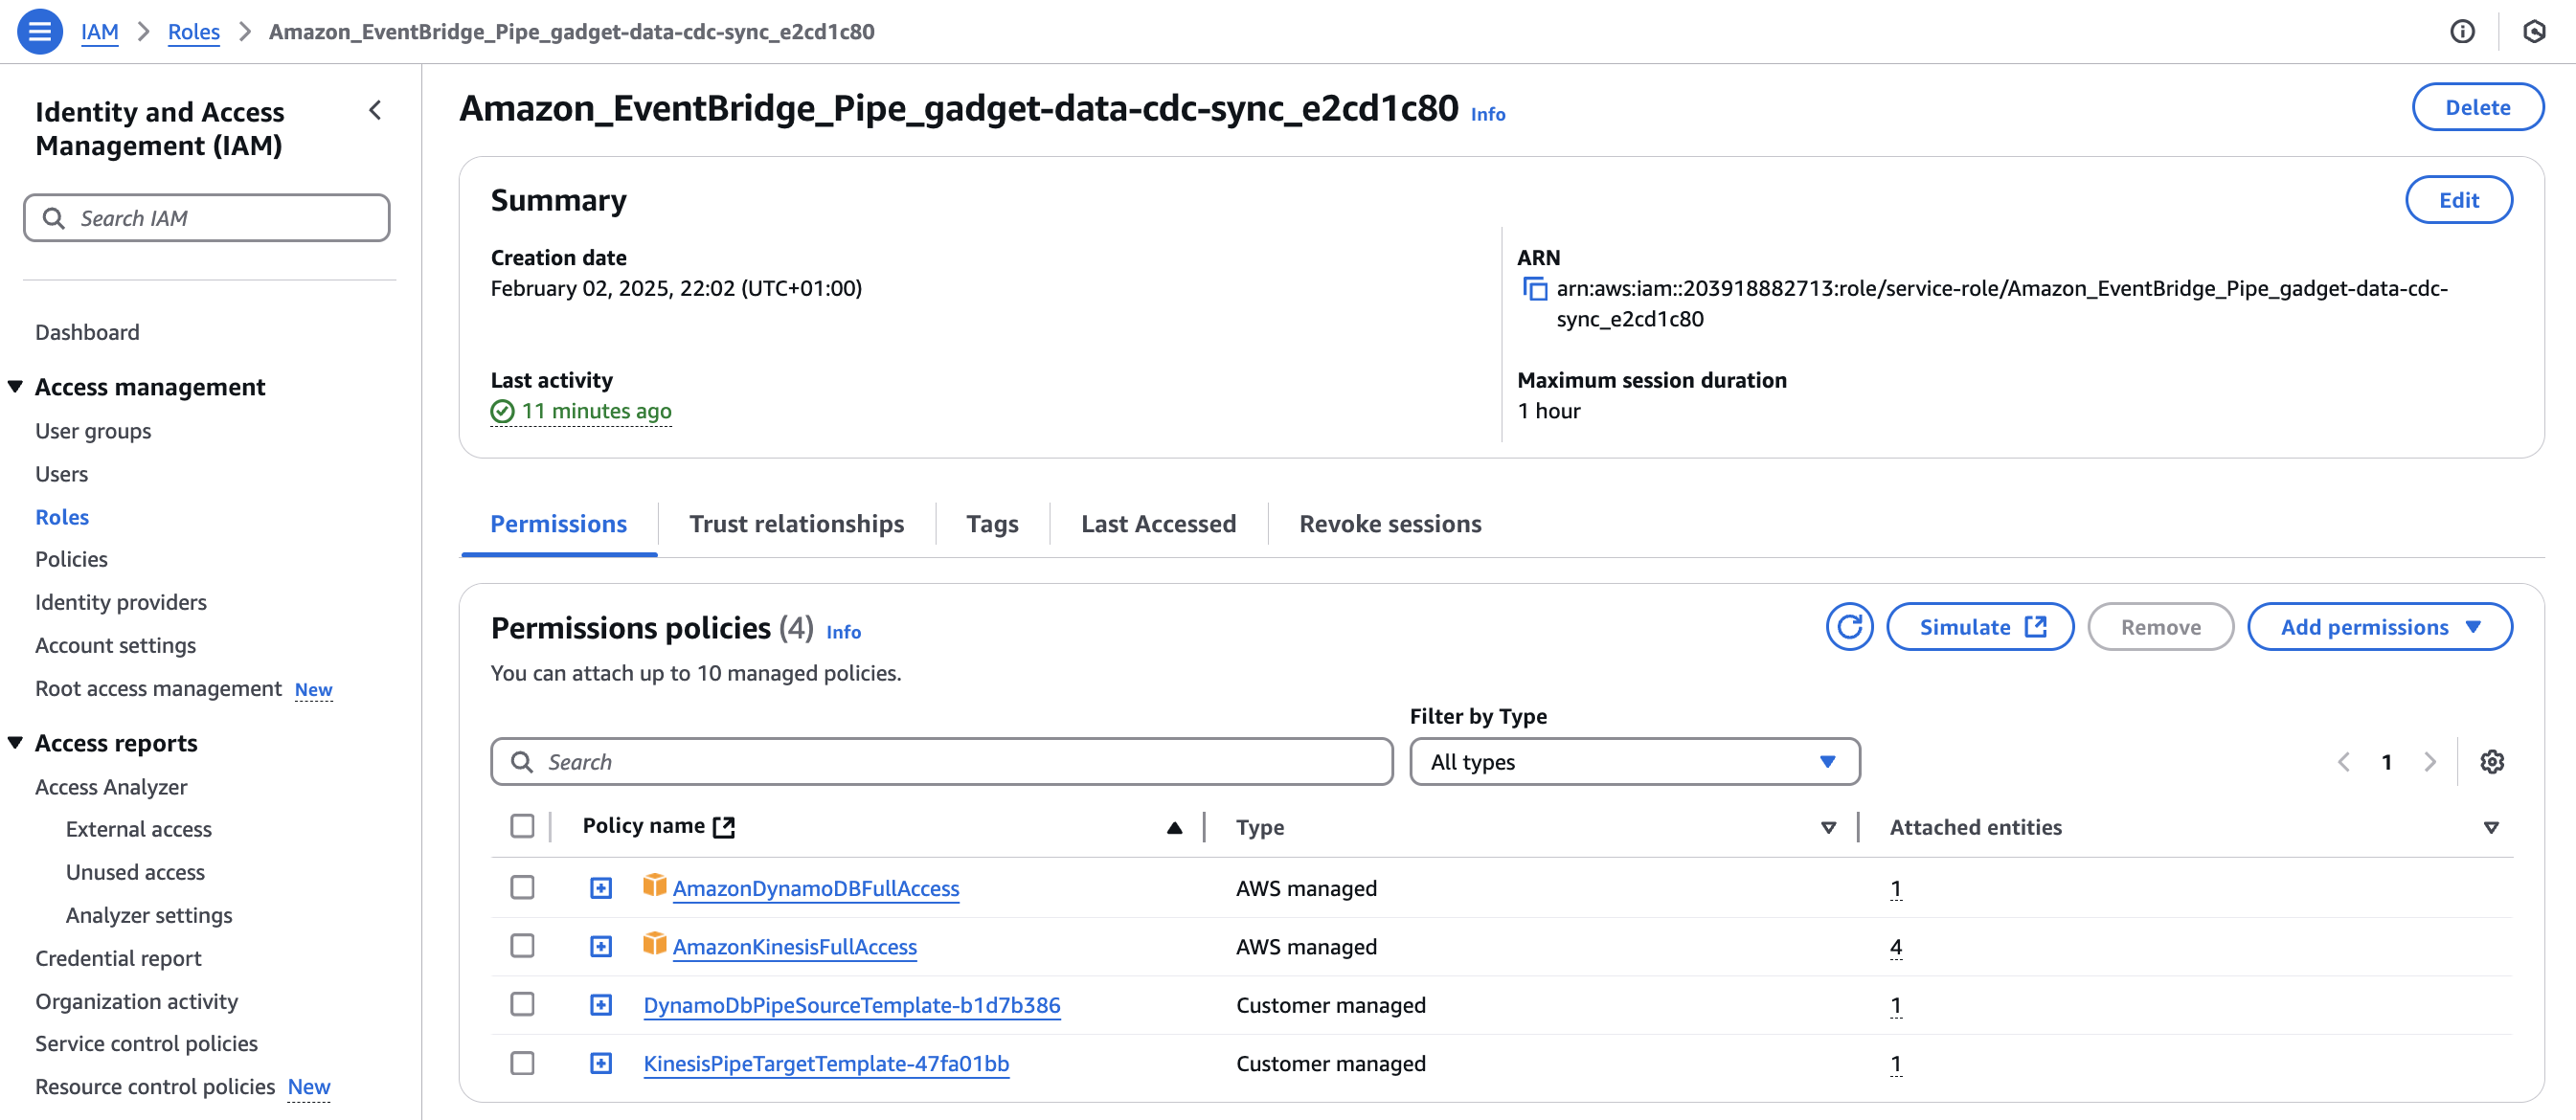 IAM > Roles > Amazon_EventBridge_Pipe_gadget-data-cdc-sync_e2cd1c80
Identity and Access
Management (IAM)
Search IAM
Dashboard
Access management
User groups
Users
Roles
Policies
Identity providers
Account settings
Root access management New
Access reports
Access Analyzer
External access
Unused access
Analyzer settings
Credential report
Organization activity
Service control policies
Resource control policies New
Amazon_EventBridge_Pipe_gadget-data-cdc-sync_e2cd1c80 Info
Delete
Summary
Edit
Creation date
February 02, 2025, 22:02 (UTC+01:00)
ARN
arn:aws:iam::203918882713:role/service-role/Amazon_EventBridge_Pipe_gadget-data-cdc-
sync_e2cd1c80
Last activity
11 minutes ago
Maximum session duration
1 hour
Permissions Trust relationships Tags Last Accessed Revoke sessions
Permissions policies (4) Info
Simulate Remove Add permissions
You can attach up to 10 managed policies.
Filter by Type
Search All types 1
Policy name Type Attached entities
AmazonDynamoDBFullAccess AWS managed 1
AmazonKinesisFullAccess AWS managed 4
DynamoDbPipeSourceTemplate-b1d7b386 Customer managed 1
KinesisPipeTargetTemplate-47fa01bb Customer managed 1